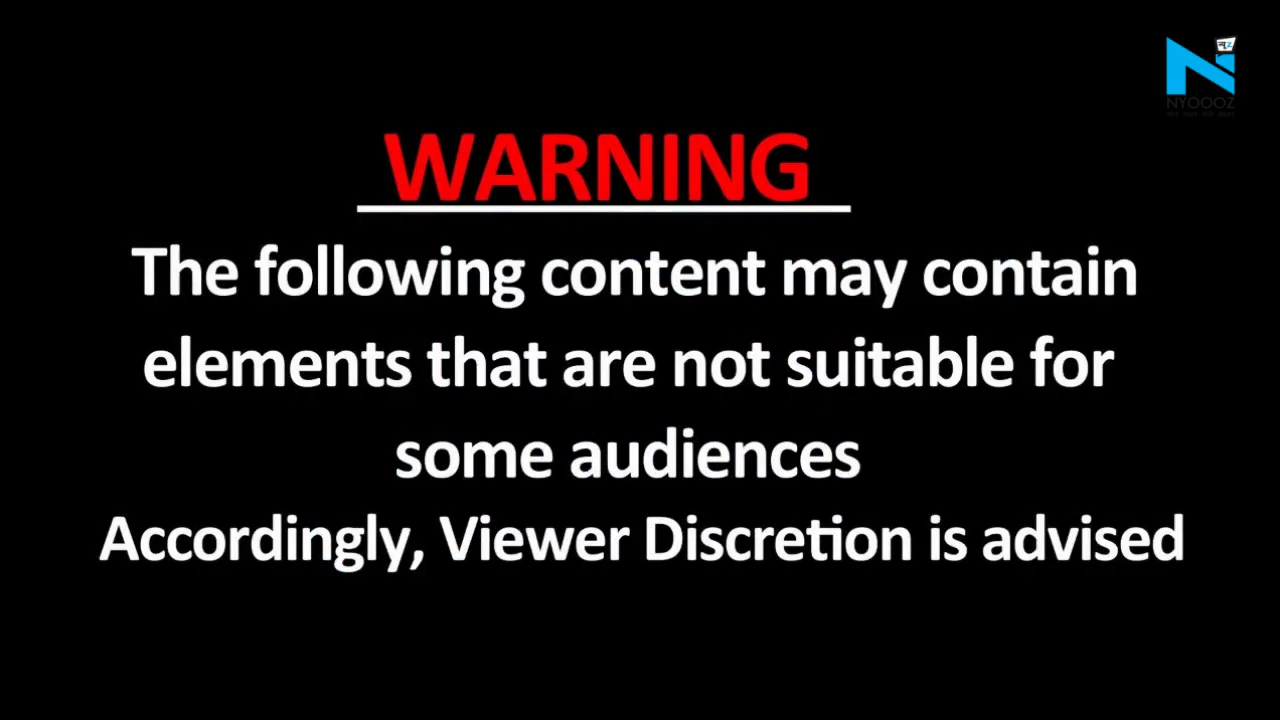 न्यूz
NYOOOZ
WARNING
The following content may contain
elements that are not suitable for
some audiences
Accordingly, Viewer Discretion is advised